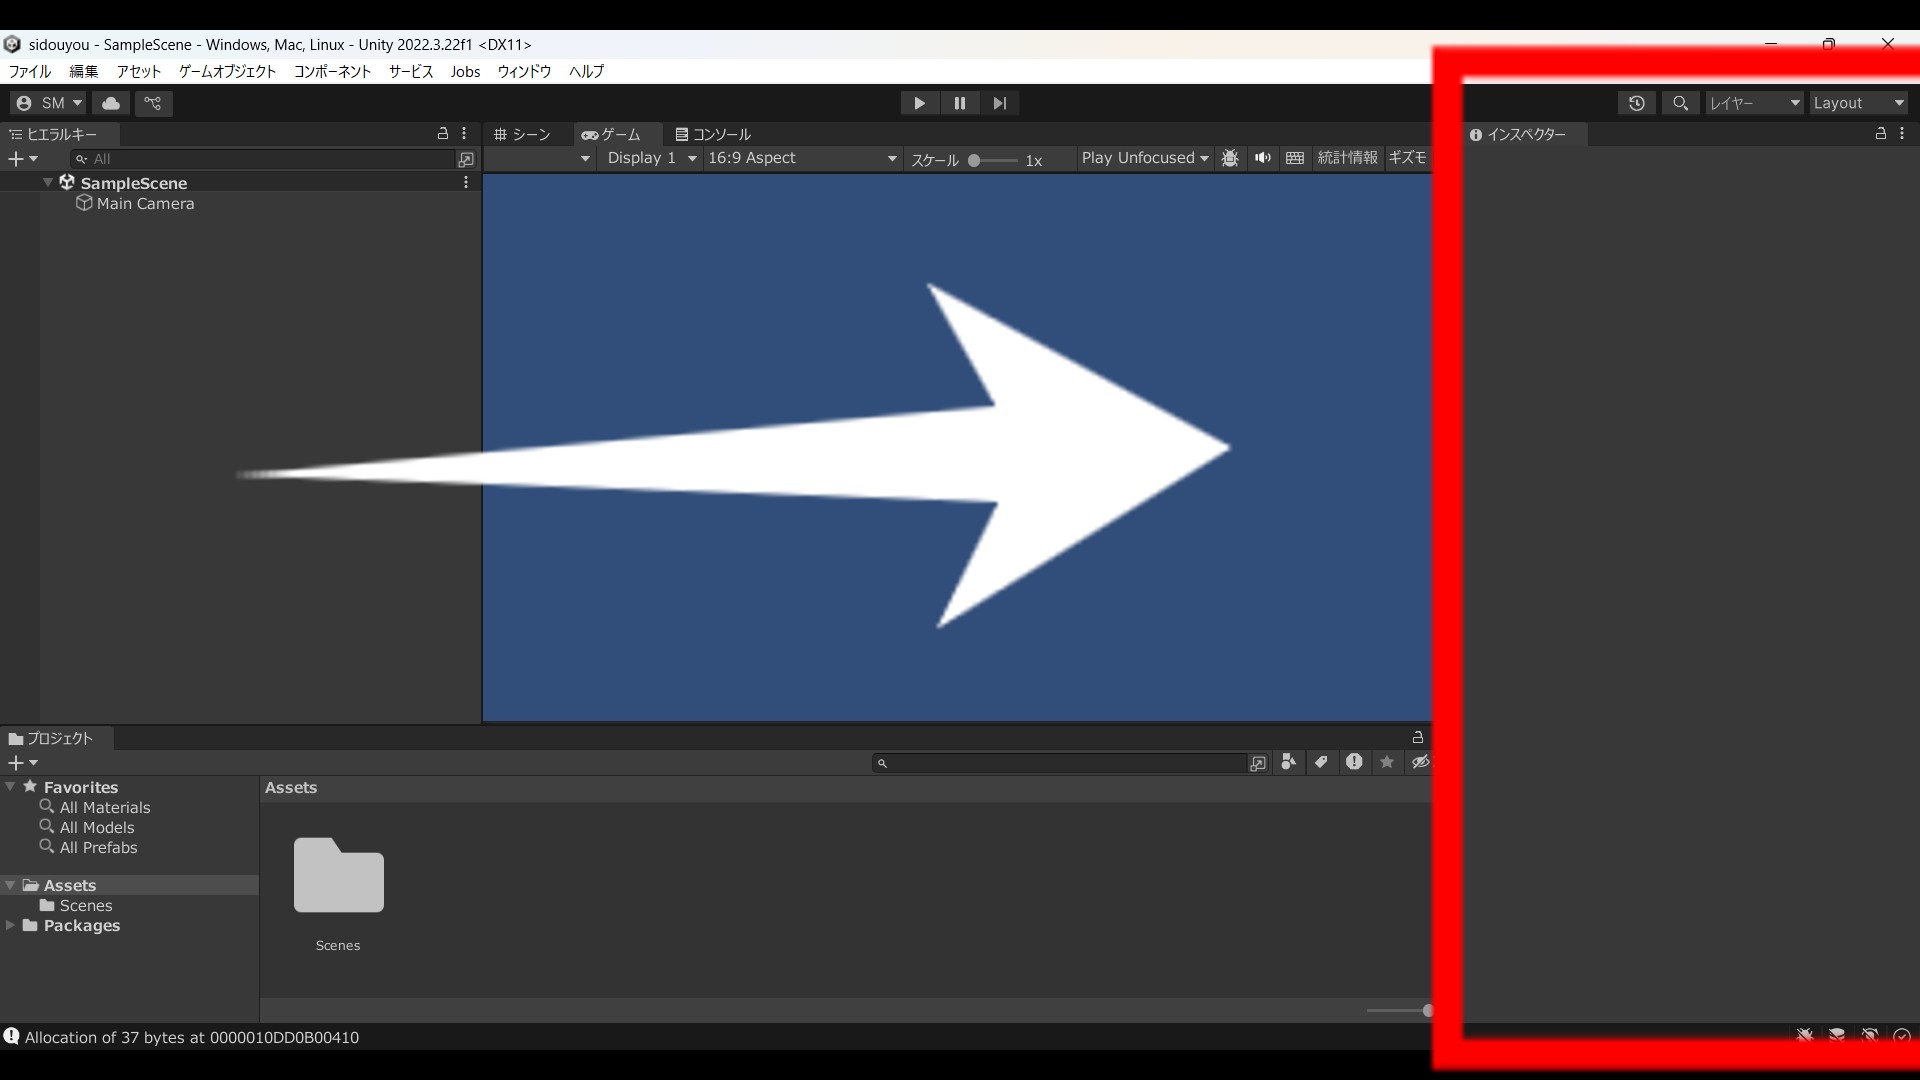 sidouyou - SampleScene - Windows, Mac, Linux - Unity 2022.3.22f1 <DX11>
ファイル 編集 アセット ゲームオブジェクト コンポーネント サービス Jobs ウィンドウ ヘルプ
SM レイヤー Layout
ヒエラルキー シーン ゲーム コンソール インスペクター
All Display 1 16:9 Aspect スケール 1x Play Unfocused 統計情報 ギズモ
SampleScene
Main Camera
プロジェクト
Favorites Assets
All Materials
All Models
All Prefabs
Assets
Scenes
Packages
Scenes
Allocation of 37 bytes at 0000010DD0B00410